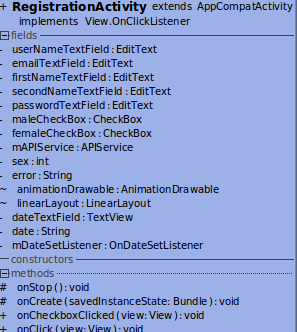 + RegistrationActivity extends AppCompatActivity
implements View.OnClickListener
fields
- userNameTextField : EditText
- emailTextField : EditText
- firstNameTextField : EditText
- secondNameTextField : EditText
- passwordTextField : EditText
- maleCheckBox : CheckBox
- femaleCheckBox : CheckBox
- mAPIService : APIService
- sex : int
- error : String
~ animationDrawable : AnimationDrawable
~ linearLayout : LinearLayout
- dateTextField : TextView
- date : String
- mDateSetListener : OnDateSetListener
constructors
methods
# onStop () : void
# onCreate (savedInstanceState: Bundle) : void
+ onCheckboxClicked (view: View) : void
+ onClick (view: View) : void